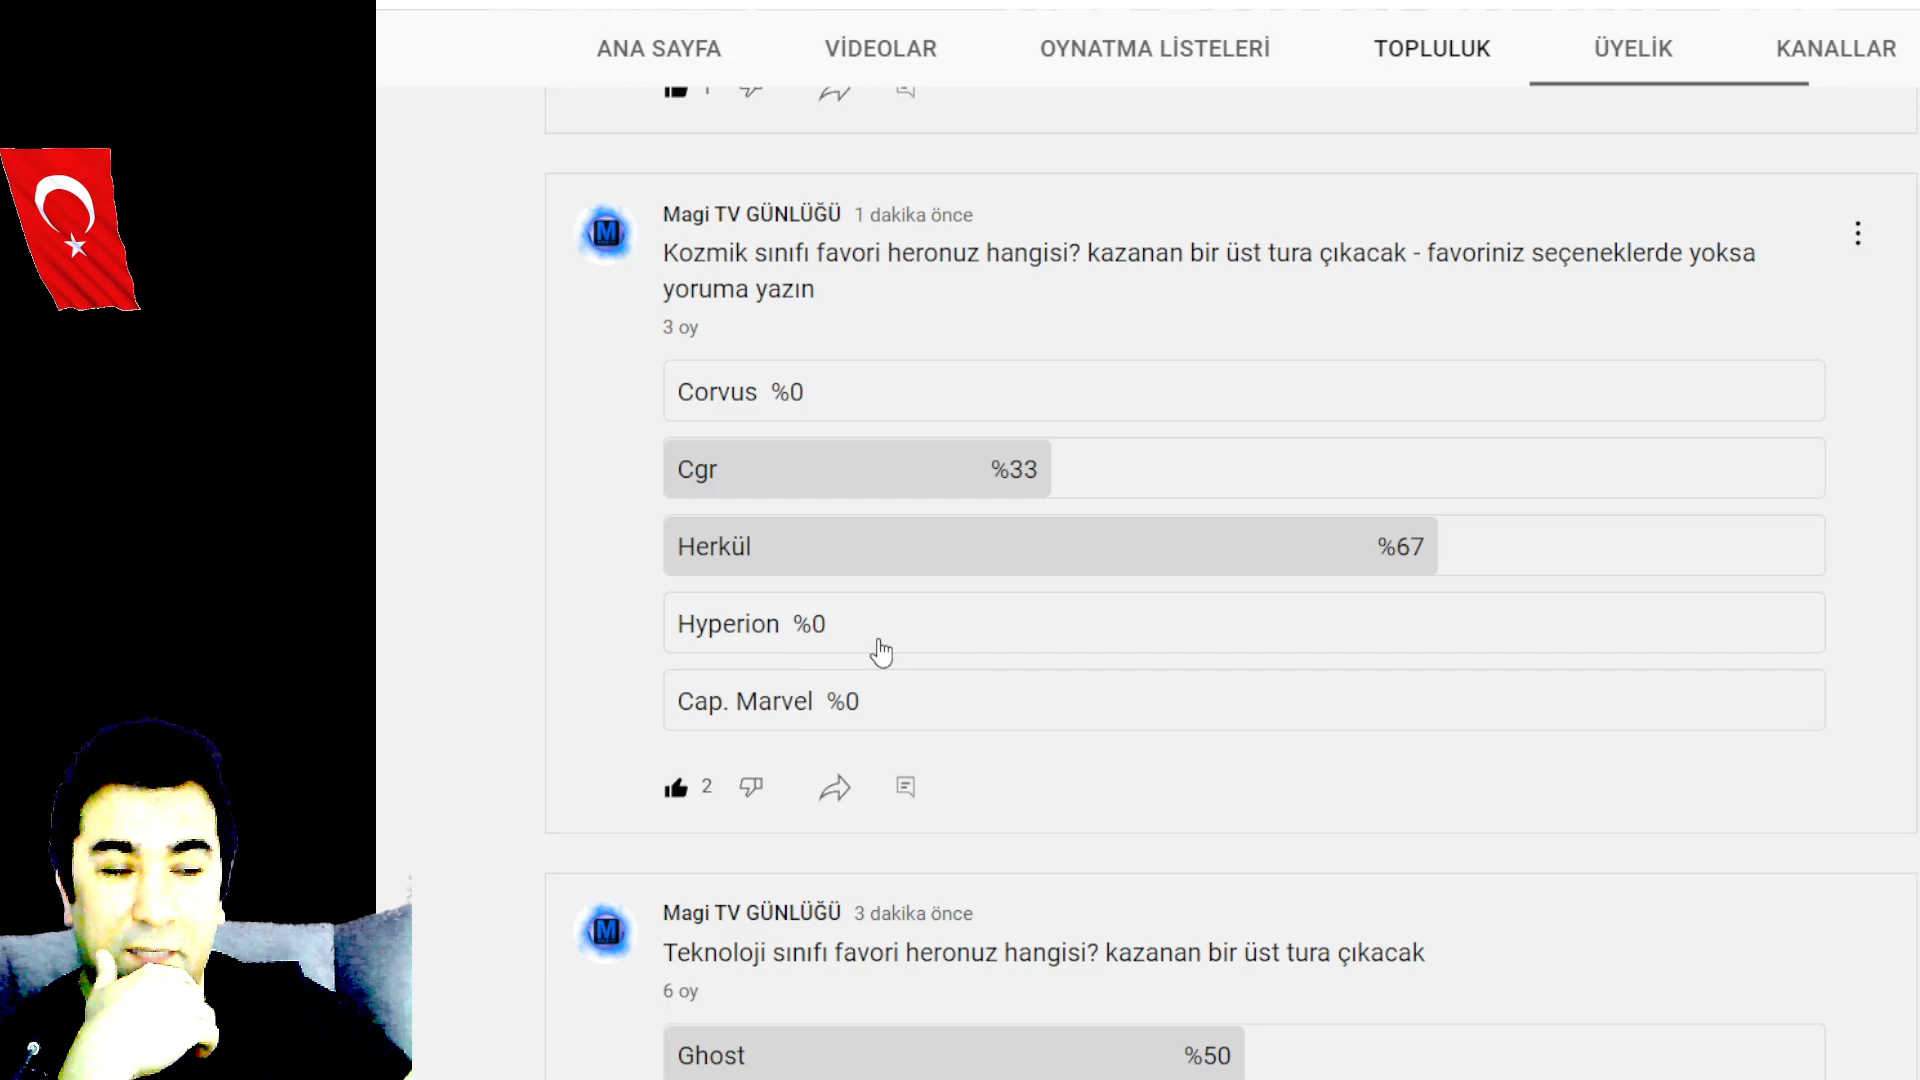 ANA SAYFA VİDEOLAR OYNATMA LİSTELERİ TOPLULUK ÜYELİK KANALLAR
1
Magi TV GÜNLÜĞÜ 1 dakika önce
Kozmik sınıfı favori heronuz hangisi? kazanan bir üst tura çıkacak - favoriniz seçeneklerde yoksa
yoruma yazın
3 oy
Corvus %0
Cgr %33
Herkül %67
Hyperion %0
Cap. Marvel %0
2
Magi TV GÜNLÜĞÜ 3 dakika önce
Teknoloji sınıfı favori heronuz hangisi? kazanan bir üst tura çıkacak
6 oy
Ghost %50